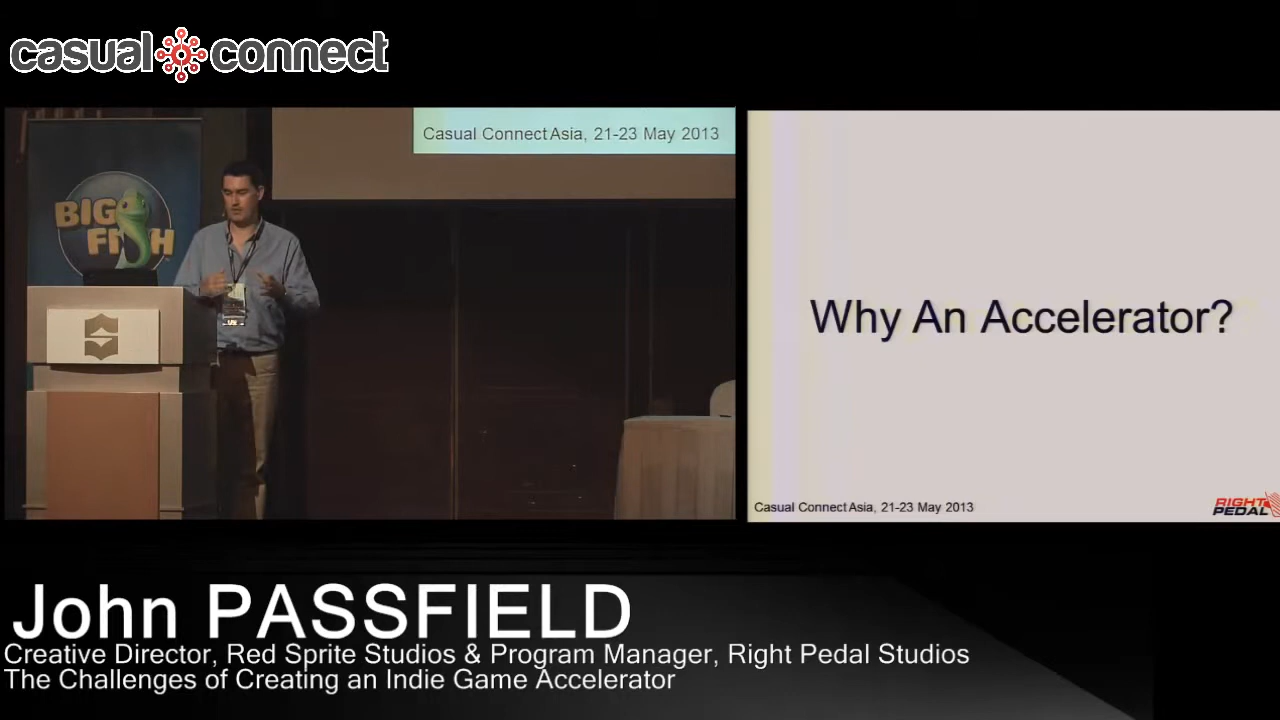 casual connect
Casual Connect Asia, 21-23 May 2013
BIG
FISH
Why An Accelerator?
Casual Connect Asia, 21-23 May 2013
RIGHT
PEDAL
John PASSFIELD
Creative Director, Red Sprite Studios & Program Manager, Right Pedal Studios
The Challenges of Creating an Indie Game Accelerator